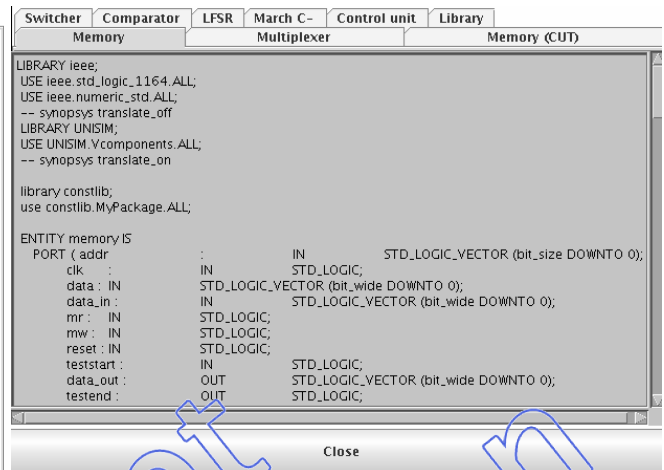 Switcher Comparator LFSR March C- Control unit Library
Memory Multiplexer Memory (CUT)
LIBRARY ieee;
USE ieee.std_logic_1164.ALL;
USE ieee.numeric_std.ALL;
-- synopsys translate_off
LIBRARY UNISIM;
USE UNISIM.Vcomponents.ALL;
-- synopsys translate_on
library constlib;
use constlib.MyPackage.ALL;
ENTITY memory IS
PORT ( addr : IN STD_LOGIC_VECTOR (bit_size DOWNTO 0);
clk : IN STD_LOGIC;
data : IN STD_LOGIC_VECTOR (bit_wide DOWNTO 0);
data_in : IN STD_LOGIC_VECTOR (bit_wide DOWNTO 0);
mr : IN STD_LOGIC;
mw : IN STD_LOGIC;
reset : IN STD_LOGIC;
teststart : IN STD_LOGIC;
data_out : OUT STD_LOGIC_VECTOR (bit_wide DOWNTO 0);
testend : OUT STD_LOGIC;
Close